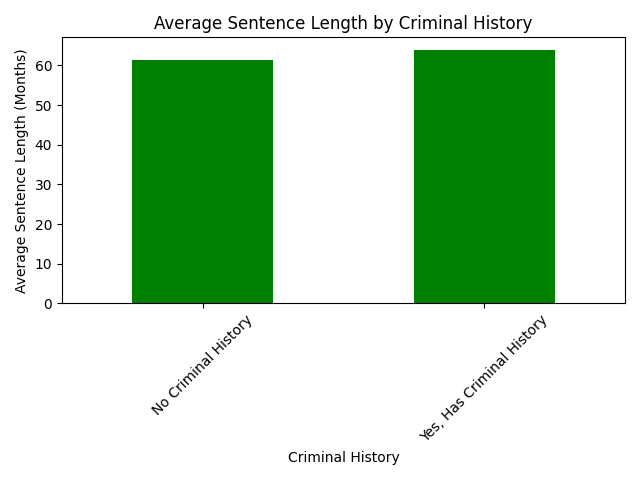 Average Sentence Length by Criminal History
Average Sentence Length (Months)
60
50
40
30
20
10
0
No Criminal History
Yes, Has Criminal History
Criminal History